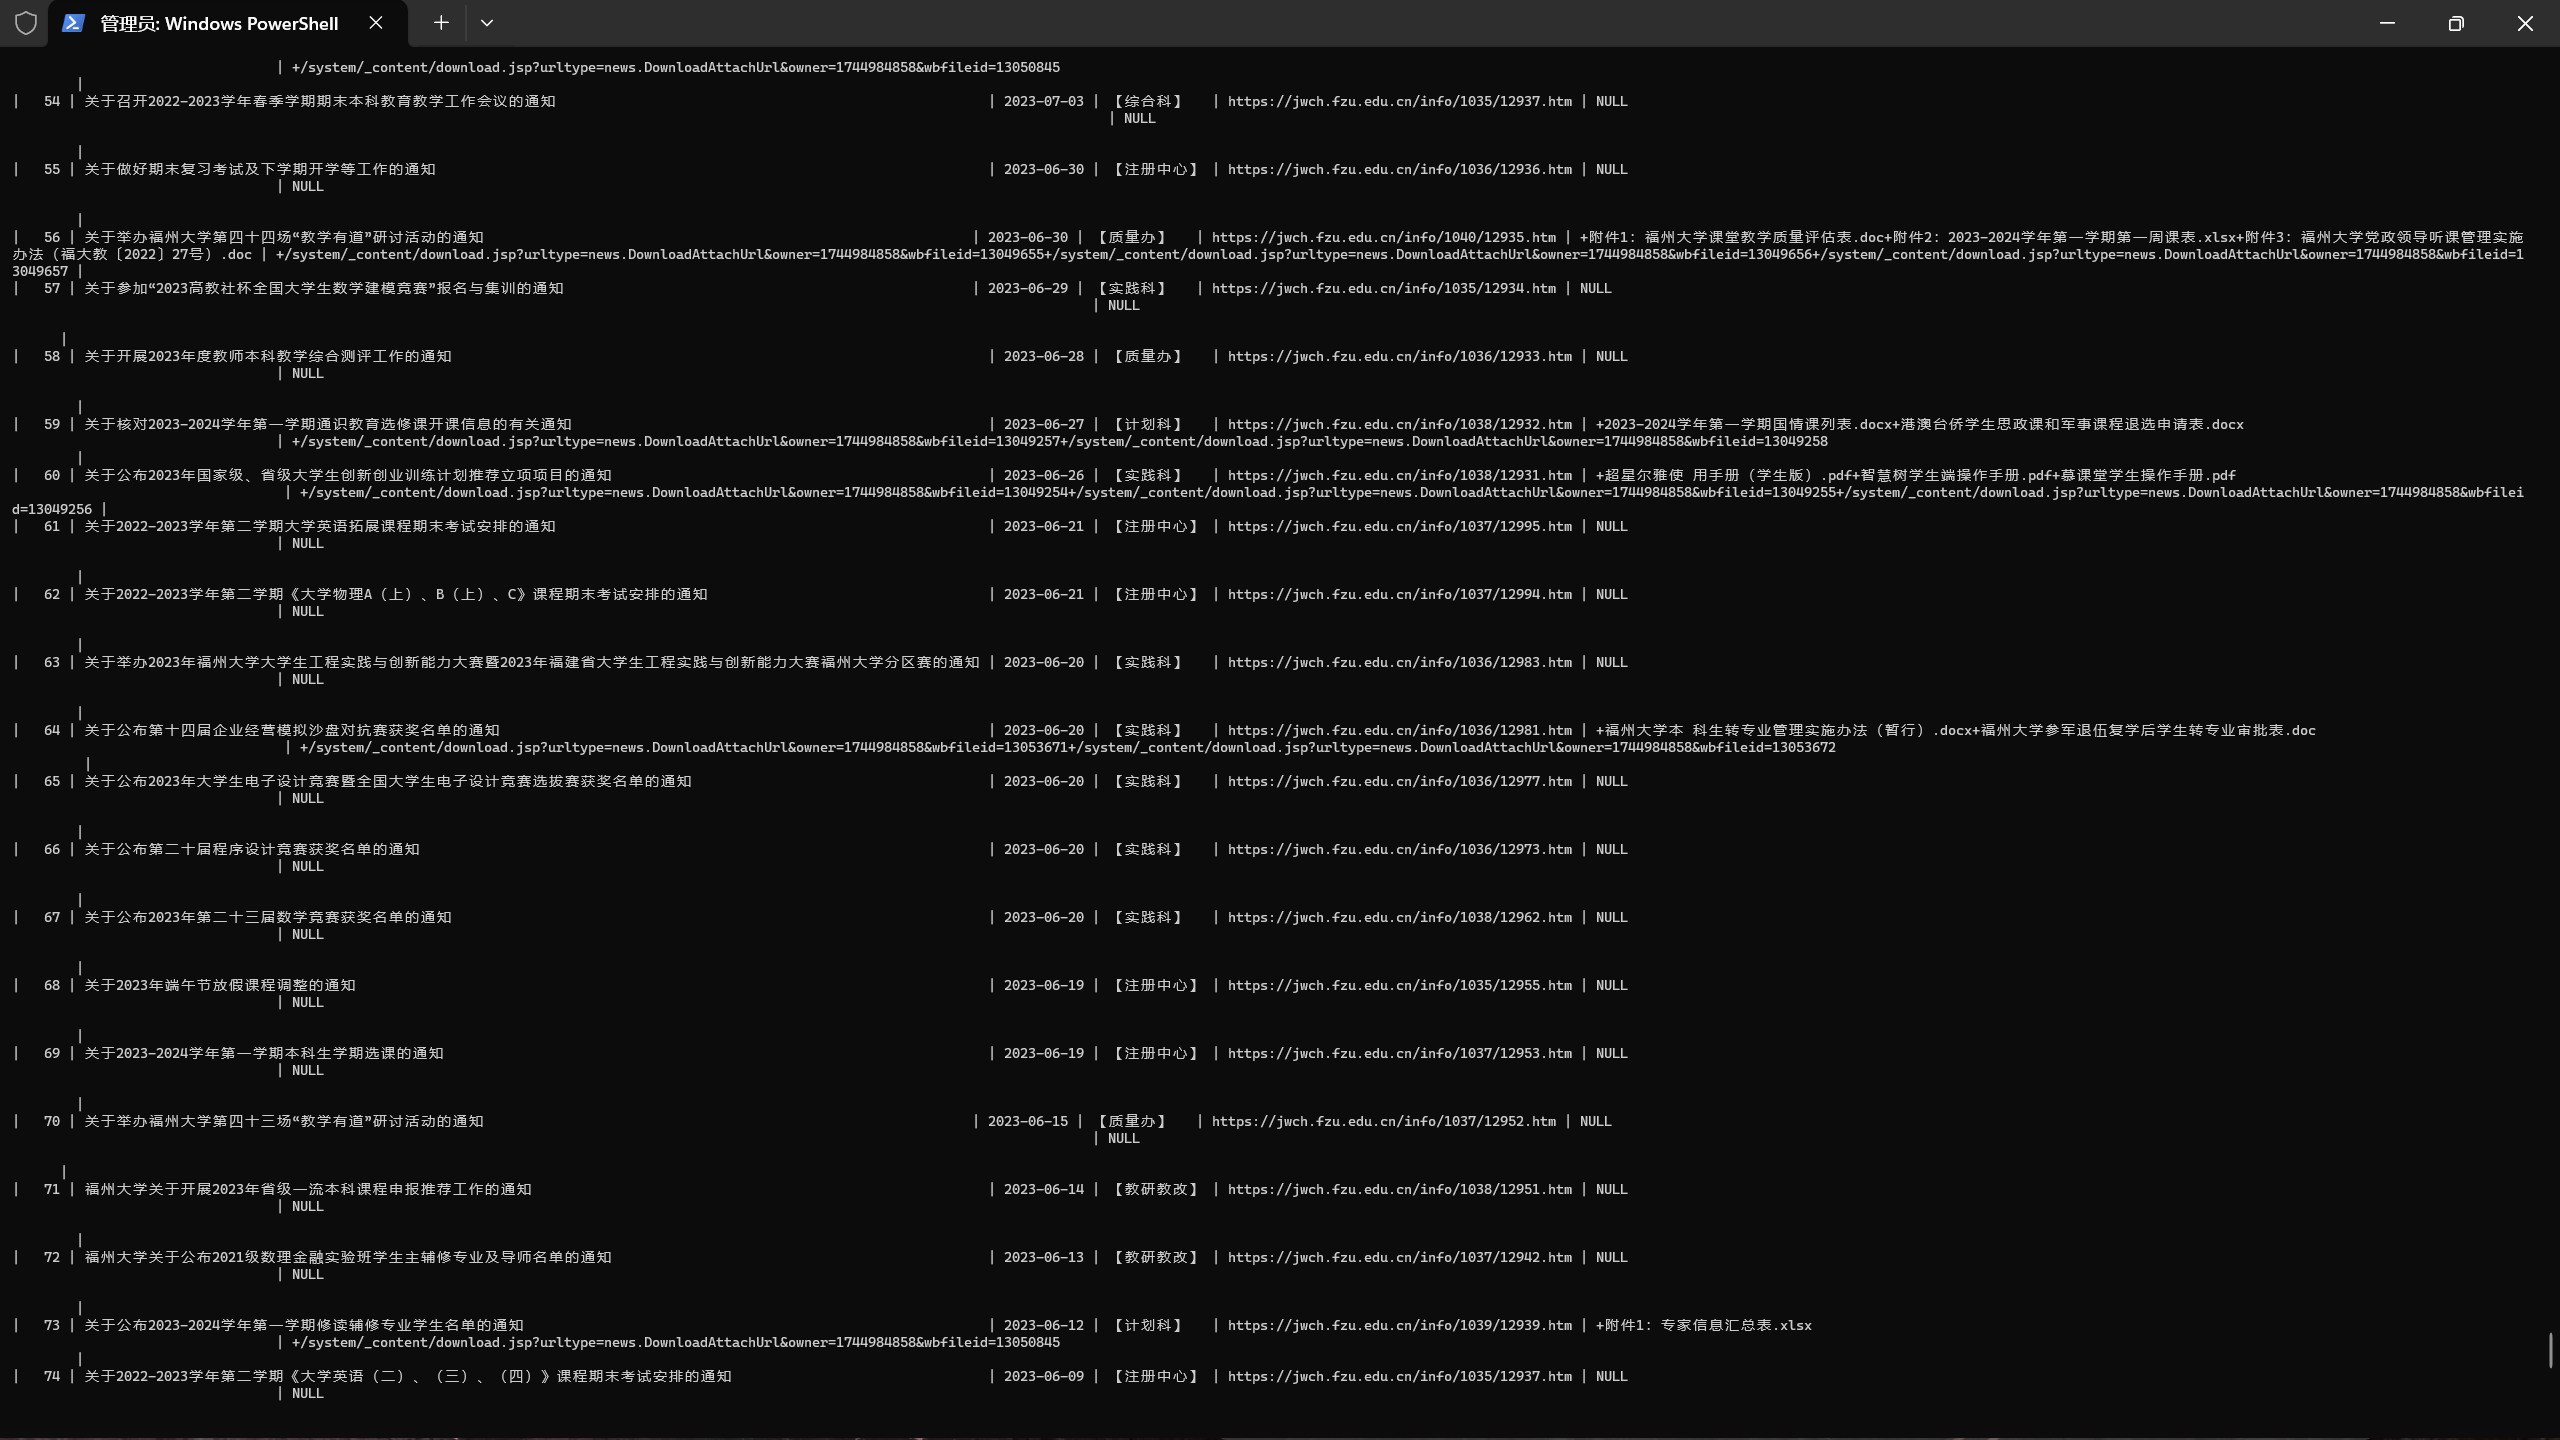 管理员: Windows PowerShell
| +/system/_content/download.jsp?urltype=news.DownloadAttachUrl&owner=1744984858&wbfileid=13050845
|
| 54 | 关于召开2022-2023学年春季学期期末本科教育教学工作会议的通知 | 2023-07-03 | 【综合科】 | https://jwch.fzu.edu.cn/info/1035/12937.htm | NULL
| NULL
|
| 55 | 关于做好期末复习考试及下学期开学等工作的通知 | 2023-06-30 | 【注册中心】 | https://jwch.fzu.edu.cn/info/1036/12936.htm | NULL
| NULL
|
| 56 | 关于举办福州大学第四十四场“教学有道”研讨活动的通知 | 2023-06-30 | 【质量办】 | https://jwch.fzu.edu.cn/info/1040/12935.htm | +附件1：福州大学课堂教学质量评估表.doc+附件2：2023-2024学年第一学期第一周课表.xlsx+附件3：福州大学党政领导听课管理实施
办法（福大教〔2022〕27号）.doc | +/system/_content/download.jsp?urltype=news.DownloadAttachUrl&owner=1744984858&wbfileid=13049655+/system/_content/download.jsp?urltype=news.DownloadAttachUrl&owner=1744984858&wbfileid=13049656+/system/_content/download.jsp?urltype=news.DownloadAttachUrl&owner=1744984858&wbfileid=1
3049657 |
| 57 | 关于参加“2023高教社杯全国大学生数学建模竞赛”报名与集训的通知 | 2023-06-29 | 【实践科】 | https://jwch.fzu.edu.cn/info/1035/12934.htm | NULL
| NULL
|
| 58 | 关于开展2023年度教师本科教学综合测评工作的通知 | 2023-06-28 | 【质量办】 | https://jwch.fzu.edu.cn/info/1036/12933.htm | NULL
| NULL
|
| 59 | 关于核对2023-2024学年第一学期通识教育选修课开课信息的有关通知 | 2023-06-27 | 【计划科】 | https://jwch.fzu.edu.cn/info/1038/12932.htm | +2023-2024学年第一学期国情课列表.docx+港澳台侨学生思政课和军事课程退选申请表.docx
| +/system/_content/download.jsp?urltype=news.DownloadAttachUrl&owner=1744984858&wbfileid=13049257+/system/_content/download.jsp?urltype=news.DownloadAttachUrl&owner=1744984858&wbfileid=13049258
|
| 60 | 关于公布2023年国家级、省级大学生创新创业训练计划推荐立项项目的通知 | 2023-06-26 | 【实践科】 | https://jwch.fzu.edu.cn/info/1038/12931.htm | +超星尔雅使 用手册（学生版）.pdf+智慧树学生端操作手册.pdf+慕课堂学生操作手册.pdf
| +/system/_content/download.jsp?urltype=news.DownloadAttachUrl&owner=1744984858&wbfileid=13049254+/system/_content/download.jsp?urltype=news.DownloadAttachUrl&owner=1744984858&wbfileid=13049255+/system/_content/download.jsp?urltype=news.DownloadAttachUrl&owner=1744984858&wbfilei
d=13049256 |
| 61 | 关于2022-2023学年第二学期大学英语拓展课程期末考试安排的通知 | 2023-06-21 | 【注册中心】 | https://jwch.fzu.edu.cn/info/1037/12995.htm | NULL
| NULL
|
| 62 | 关于2022-2023学年第二学期《大学物理A（上）、B（上）、C》课程期末考试安排的通知 | 2023-06-21 | 【注册中心】 | https://jwch.fzu.edu.cn/info/1037/12994.htm | NULL
| NULL
|
| 63 | 关于举办2023年福州大学大学生工程实践与创新能力大赛暨2023年福建省大学生工程实践与创新能力大赛福州大学分区赛的通知 | 2023-06-20 | 【实践科】 | https://jwch.fzu.edu.cn/info/1036/12983.htm | NULL
| NULL
|
| 64 | 关于公布第十四届企业经营模拟沙盘对抗赛获奖名单的通知 | 2023-06-20 | 【实践科】 | https://jwch.fzu.edu.cn/info/1036/12981.htm | +福州大学本 科生转专业管理实施办法（暂行）.docx+福州大学参军退伍复学后学生转专业审批表.doc
| +/system/_content/download.jsp?urltype=news.DownloadAttachUrl&owner=1744984858&wbfileid=13053671+/system/_content/download.jsp?urltype=news.DownloadAttachUrl&owner=1744984858&wbfileid=13053672
|
| 65 | 关于公布2023年大学生电子设计竞赛暨全国大学生电子设计竞赛选拔赛获奖名单的通知 | 2023-06-20 | 【实践科】 | https://jwch.fzu.edu.cn/info/1036/12977.htm | NULL
| NULL
|
| 66 | 关于公布第二十届程序设计竞赛获奖名单的通知 | 2023-06-20 | 【实践科】 | https://jwch.fzu.edu.cn/info/1036/12973.htm | NULL
| NULL
|
| 67 | 关于公布2023年第二十三届数学竞赛获奖名单的通知 | 2023-06-20 | 【实践科】 | https://jwch.fzu.edu.cn/info/1038/12962.htm | NULL
| NULL
|
| 68 | 关于2023年端午节放假课程调整的通知 | 2023-06-19 | 【注册中心】 | https://jwch.fzu.edu.cn/info/1035/12955.htm | NULL
| NULL
|
| 69 | 关于2023-2024学年第一学期本科生学期选课的通知 | 2023-06-19 | 【注册中心】 | https://jwch.fzu.edu.cn/info/1037/12953.htm | NULL
| NULL
|
| 70 | 关于举办福州大学第四十三场“教学有道”研讨活动的通知 | 2023-06-15 | 【质量办】 | https://jwch.fzu.edu.cn/info/1037/12952.htm | NULL
| NULL
|
| 71 | 福州大学关于开展2023年省级一流本科课程申报推荐工作的通知 | 2023-06-14 | 【教研教改】 | https://jwch.fzu.edu.cn/info/1038/12951.htm | NULL
| NULL
|
| 72 | 福州大学关于公布2021级数理金融实验班学生主辅修专业及导师名单的通知 | 2023-06-13 | 【教研教改】 | https://jwch.fzu.edu.cn/info/1037/12942.htm | NULL
| NULL
|
| 73 | 关于公布2023-2024学年第一学期修读辅修专业学生名单的通知 | 2023-06-12 | 【计划科】 | https://jwch.fzu.edu.cn/info/1039/12939.htm | +附件1：专家信息汇总表.xlsx
| +/system/_content/download.jsp?urltype=news.DownloadAttachUrl&owner=1744984858&wbfileid=13050845
|
| 74 | 关于2022-2023学年第二学期《大学英语（二）、（三）、（四）》课程期末考试安排的通知 | 2023-06-09 | 【注册中心】 | https://jwch.fzu.edu.cn/info/1035/12937.htm | NULL
| NULL